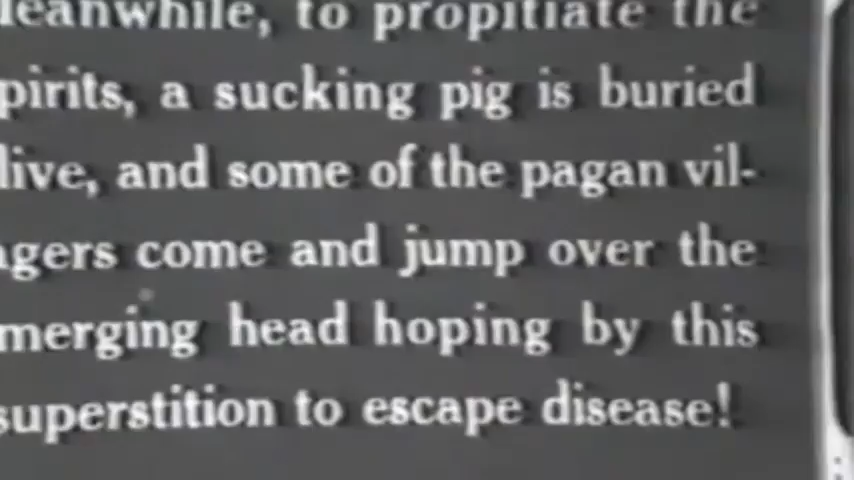 leanwhile, to propitiate the
pirits, a sucking pig is buried
live, and some of the pagan vil-
agers come and jump over the
merging head hoping by this
superstition to escape disease!